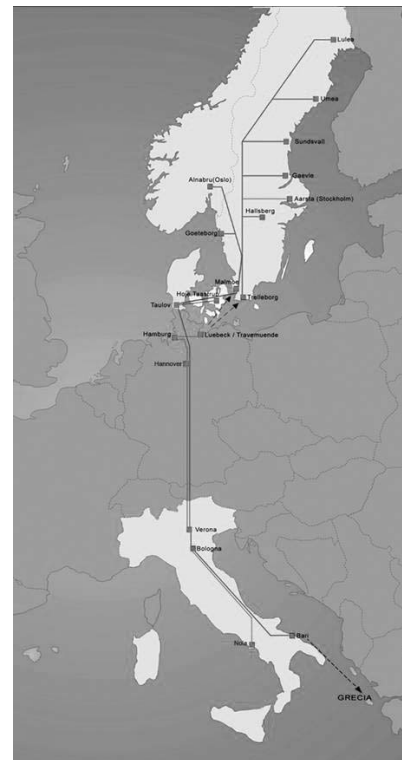 Lulea
Umea
Sundsvall
Gaevle
Alnabru(Oslo)
Aarsta (Stockholm)
Hallsberg
Goeteborg
Malmoe
Trelleborg
Taulov
Hamburg
Luebeck / Travemuende
Hannover
Verona
Bologna
Bari
Nola
GRECIA